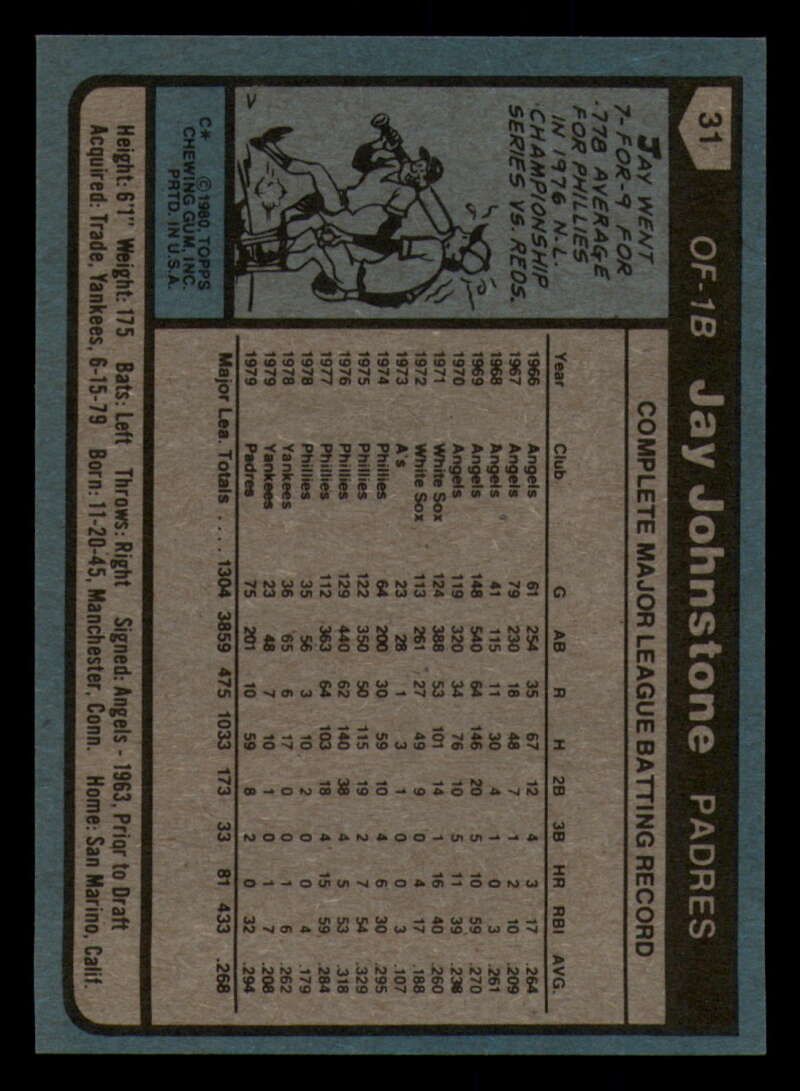 31 OF-1B Jay Johnstone PADRES
JAY WENT
7-FOR-9 FOR
.778 AVERAGE
FOR PHILLIES
IN 1976 N.L.
CHAMPIONSHIP
SERIES VS. REDS.
C* © 1980 TOPPS
CHEWING GUM, INC.
PRTD. IN U.S.A.
COMPLETE MAJOR LEAGUE BATTING RECORD
Year Club G AB R H 2B 3B HR RBI AVG.
1966 Angels 61 254 35 67 12 4 3 17 .264
1967 Angels 79 230 18 48 7 1 2 10 .209
1968 Angels 41 115 11 30 4 1 0 3 .261
1969 Angels 148 540 64 146 20 5 10 59 .270
1970 Angels 119 320 34 76 10 5 11 39 .238
1971 White Sox 124 388 53 101 14 1 16 40 .260
1972 White Sox 113 261 27 49 9 0 4 17 .188
1973 A's 23 28 1 3 1 0 0 3 .107
1974 Phillies 64 200 30 59 10 4 6 30 .295
1975 Phillies 122 350 50 115 19 2 7 54 .329
1976 Phillies 129 440 62 140 38 4 5 53 .318
1977 Phillies 112 363 64 103 18 4 15 59 .284
1978 Phillies 35 56 3 10 2 0 0 4 .179
1978 Yankees 36 65 6 17 0 0 1 6 .262
1979 Yankees 23 48 7 10 1 0 1 7 .208
1979 Padres 75 201 10 59 8 2 0 32 .294
Major Lea. Totals .... 1304 3859 475 1033 173 33 81 433 .268
Height: 6'1" Weight: 175 Bats: Left Throws: Right Signed: Angels - 1963, Prior to Draft
Acquired: Trade, Yankees, 6-15-79 Born: 11-20-45, Manchester, Conn. Home: San Marino, Calif.